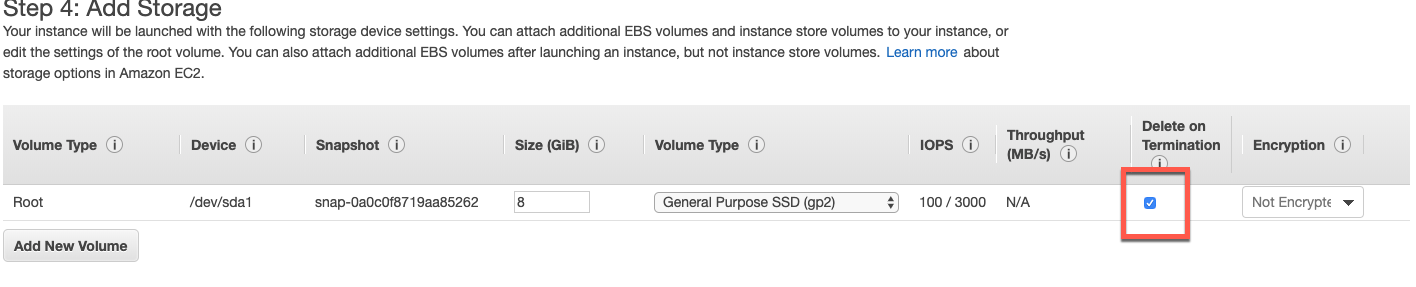 Step 4: Add Storage
Your instance will be launched with the following storage device settings. You can attach additional EBS volumes and instance store volumes to your instance, or
edit the settings of the root volume. You can also attach additional EBS volumes after launching an instance, but not instance store volumes. Learn more about
storage options in Amazon EC2.
Volume Type i Device i Snapshot i Size (GiB) i Volume Type i IOPS i Throughput (MB/s) i Delete on Termination i Encryption i
Root /dev/sda1 snap-0a0c0f8719aa85262 8 General Purpose SSD (gp2) 100 / 3000 N/A Not Encrypte
Add New Volume